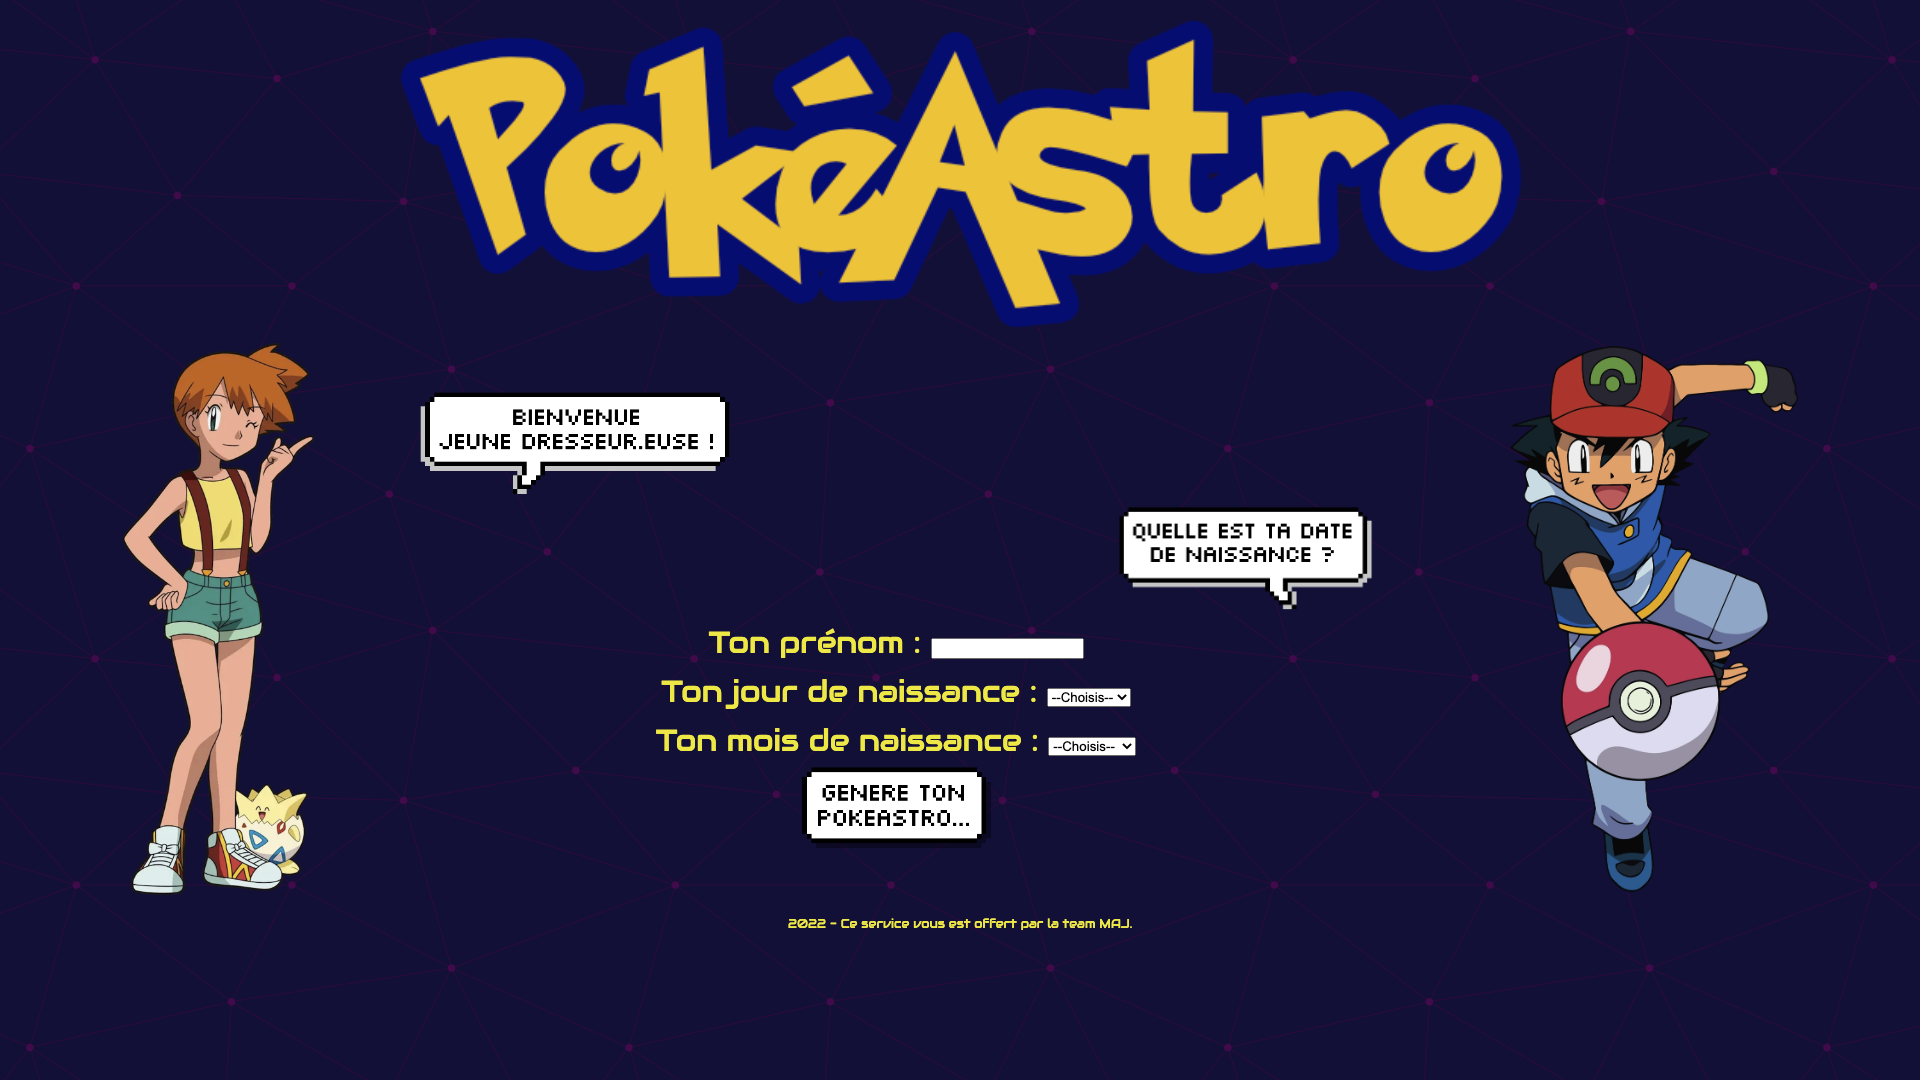 PokéAstro
BIENVENUE
JEUNE DRESSEUR.EUSE !
QUELLE EST TA DATE
DE NAISSANCE ?
Ton prénom :
Ton jour de naissance : --Choisis--
Ton mois de naissance : --Choisis--
GENERE TON
POKEASTRO...
2022 - Ce service vous est offert par la team MAJ.